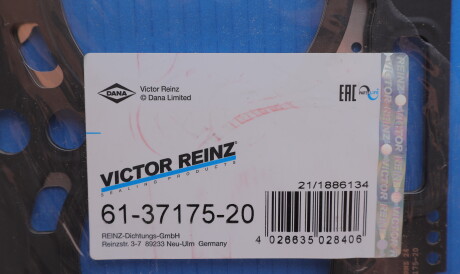 DANA
Victor Reinz
© Dana Limited
EAC
VICTOR REINZ®
SEALING PRODUCTS
61-37175-20
21/1886134
REINZ-Dichtungs-GmbH
Reinzstr. 3-7 89233 Neu-Ulm Germany
4 026635 028406